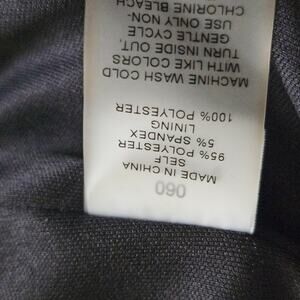 060
MADE IN CHINA
SELF
95% POLYESTER
5% SPANDEX
LINING
100% POLYESTER
MACHINE WASH COLD
WITH LIKE COLORS
TURN INSIDE OUT,
GENTLE CYCLE
USE ONLY NON-
CHLORINE BLEACH